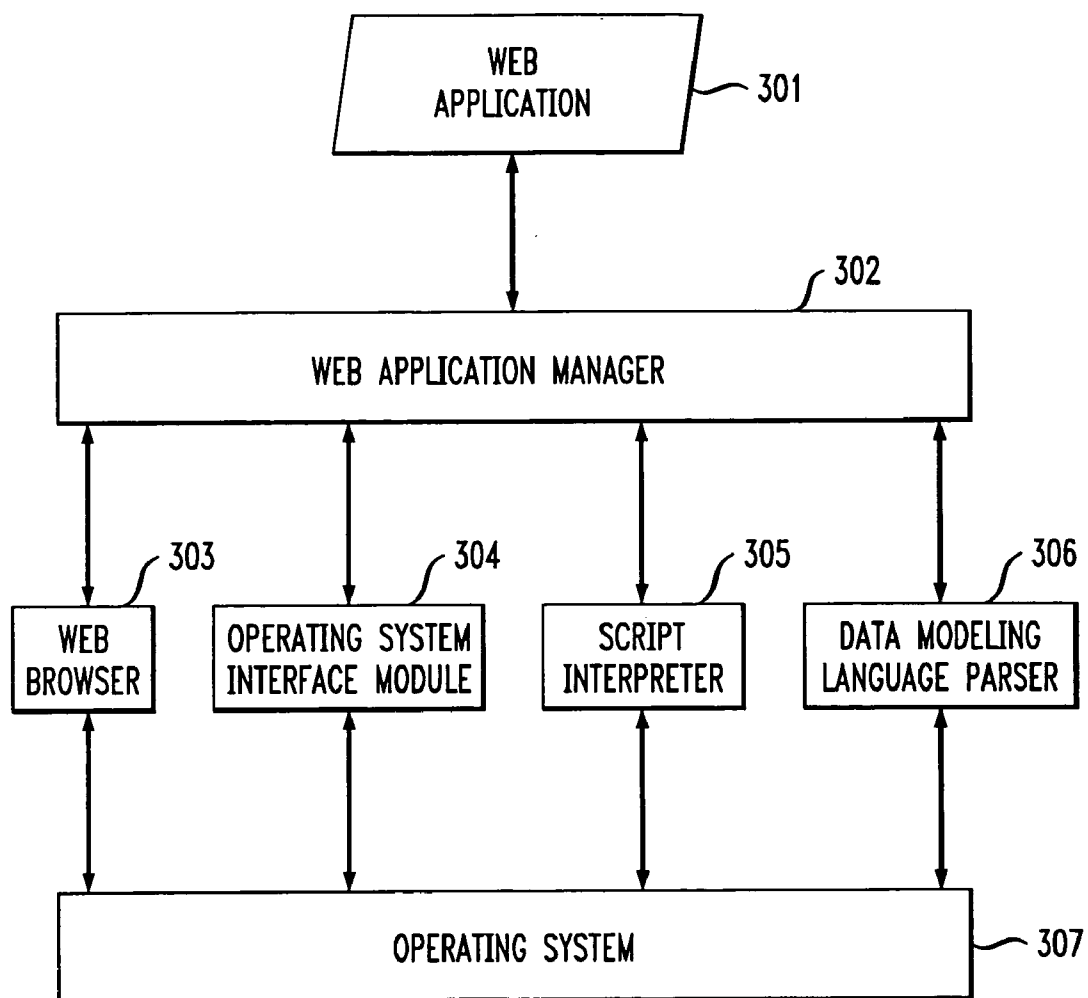 WEB
APPLICATION
301
302
WEB APPLICATION MANAGER
303
304
305
306
WEB
BROWSER
OPERATING SYSTEM
INTERFACE MODULE
SCRIPT
INTERPRETER
DATA MODELING
LANGUAGE PARSER
OPERATING SYSTEM
307